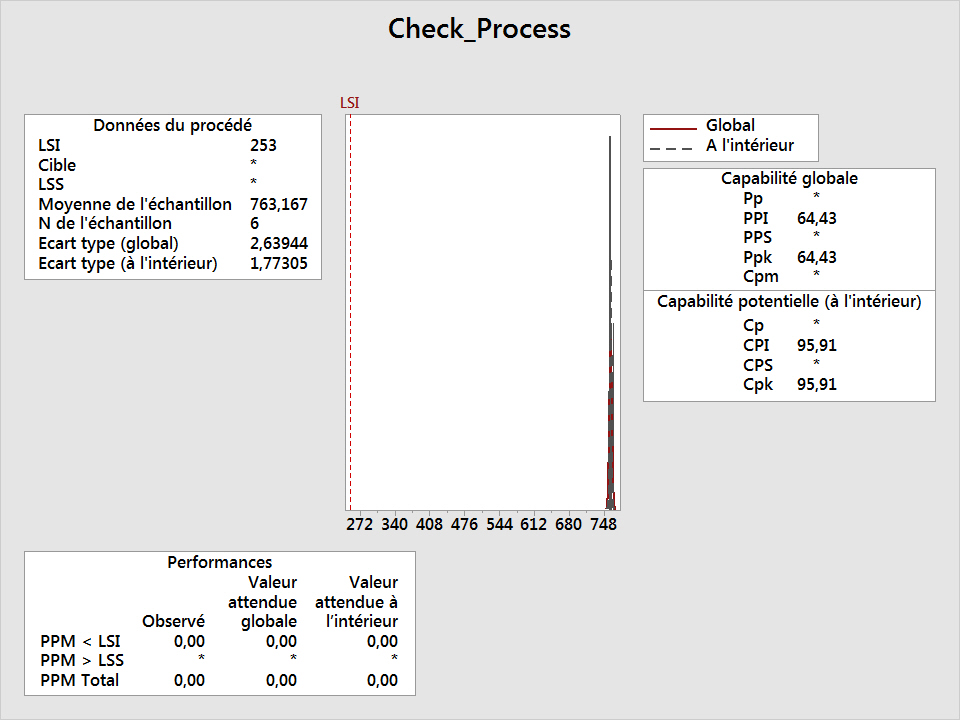 Check_Process
LSI
Données du procédé
LSI 253
Cible *
LSS *
Moyenne de l'échantillon 763,167
N de l'échantillon 6
Ecart type (global) 2,63944
Ecart type (à l'intérieur) 1,77305
Global
A l'intérieur
Capabilité globale
Pp *
PPI 64,43
PPS *
Ppk 64,43
Cpm *
Capabilité potentielle (à l'intérieur)
Cp *
CPI 95,91
CPS *
Cpk 95,91
272 340 408 476 544 612 680 748
Performances
Valeur Valeur
attendue attendue à
Observé globale l'intérieur
PPM < LSI 0,00 0,00 0,00
PPM > LSS * * *
PPM Total 0,00 0,00 0,00